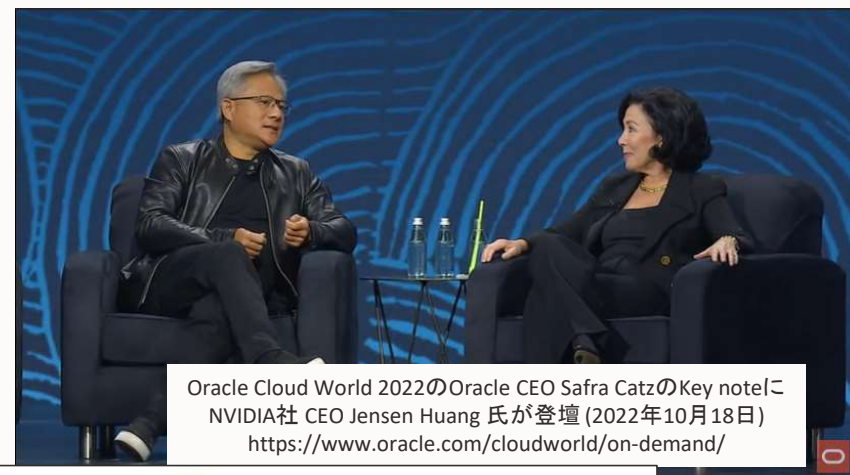 Oracle Cloud World 2022のOracle CEO Safra CatzのKey noteに
NVIDIA社 CEO Jensen Huang 氏が登壇 (2022年10月18日)
https://www.oracle.com/cloudworld/on-demand/